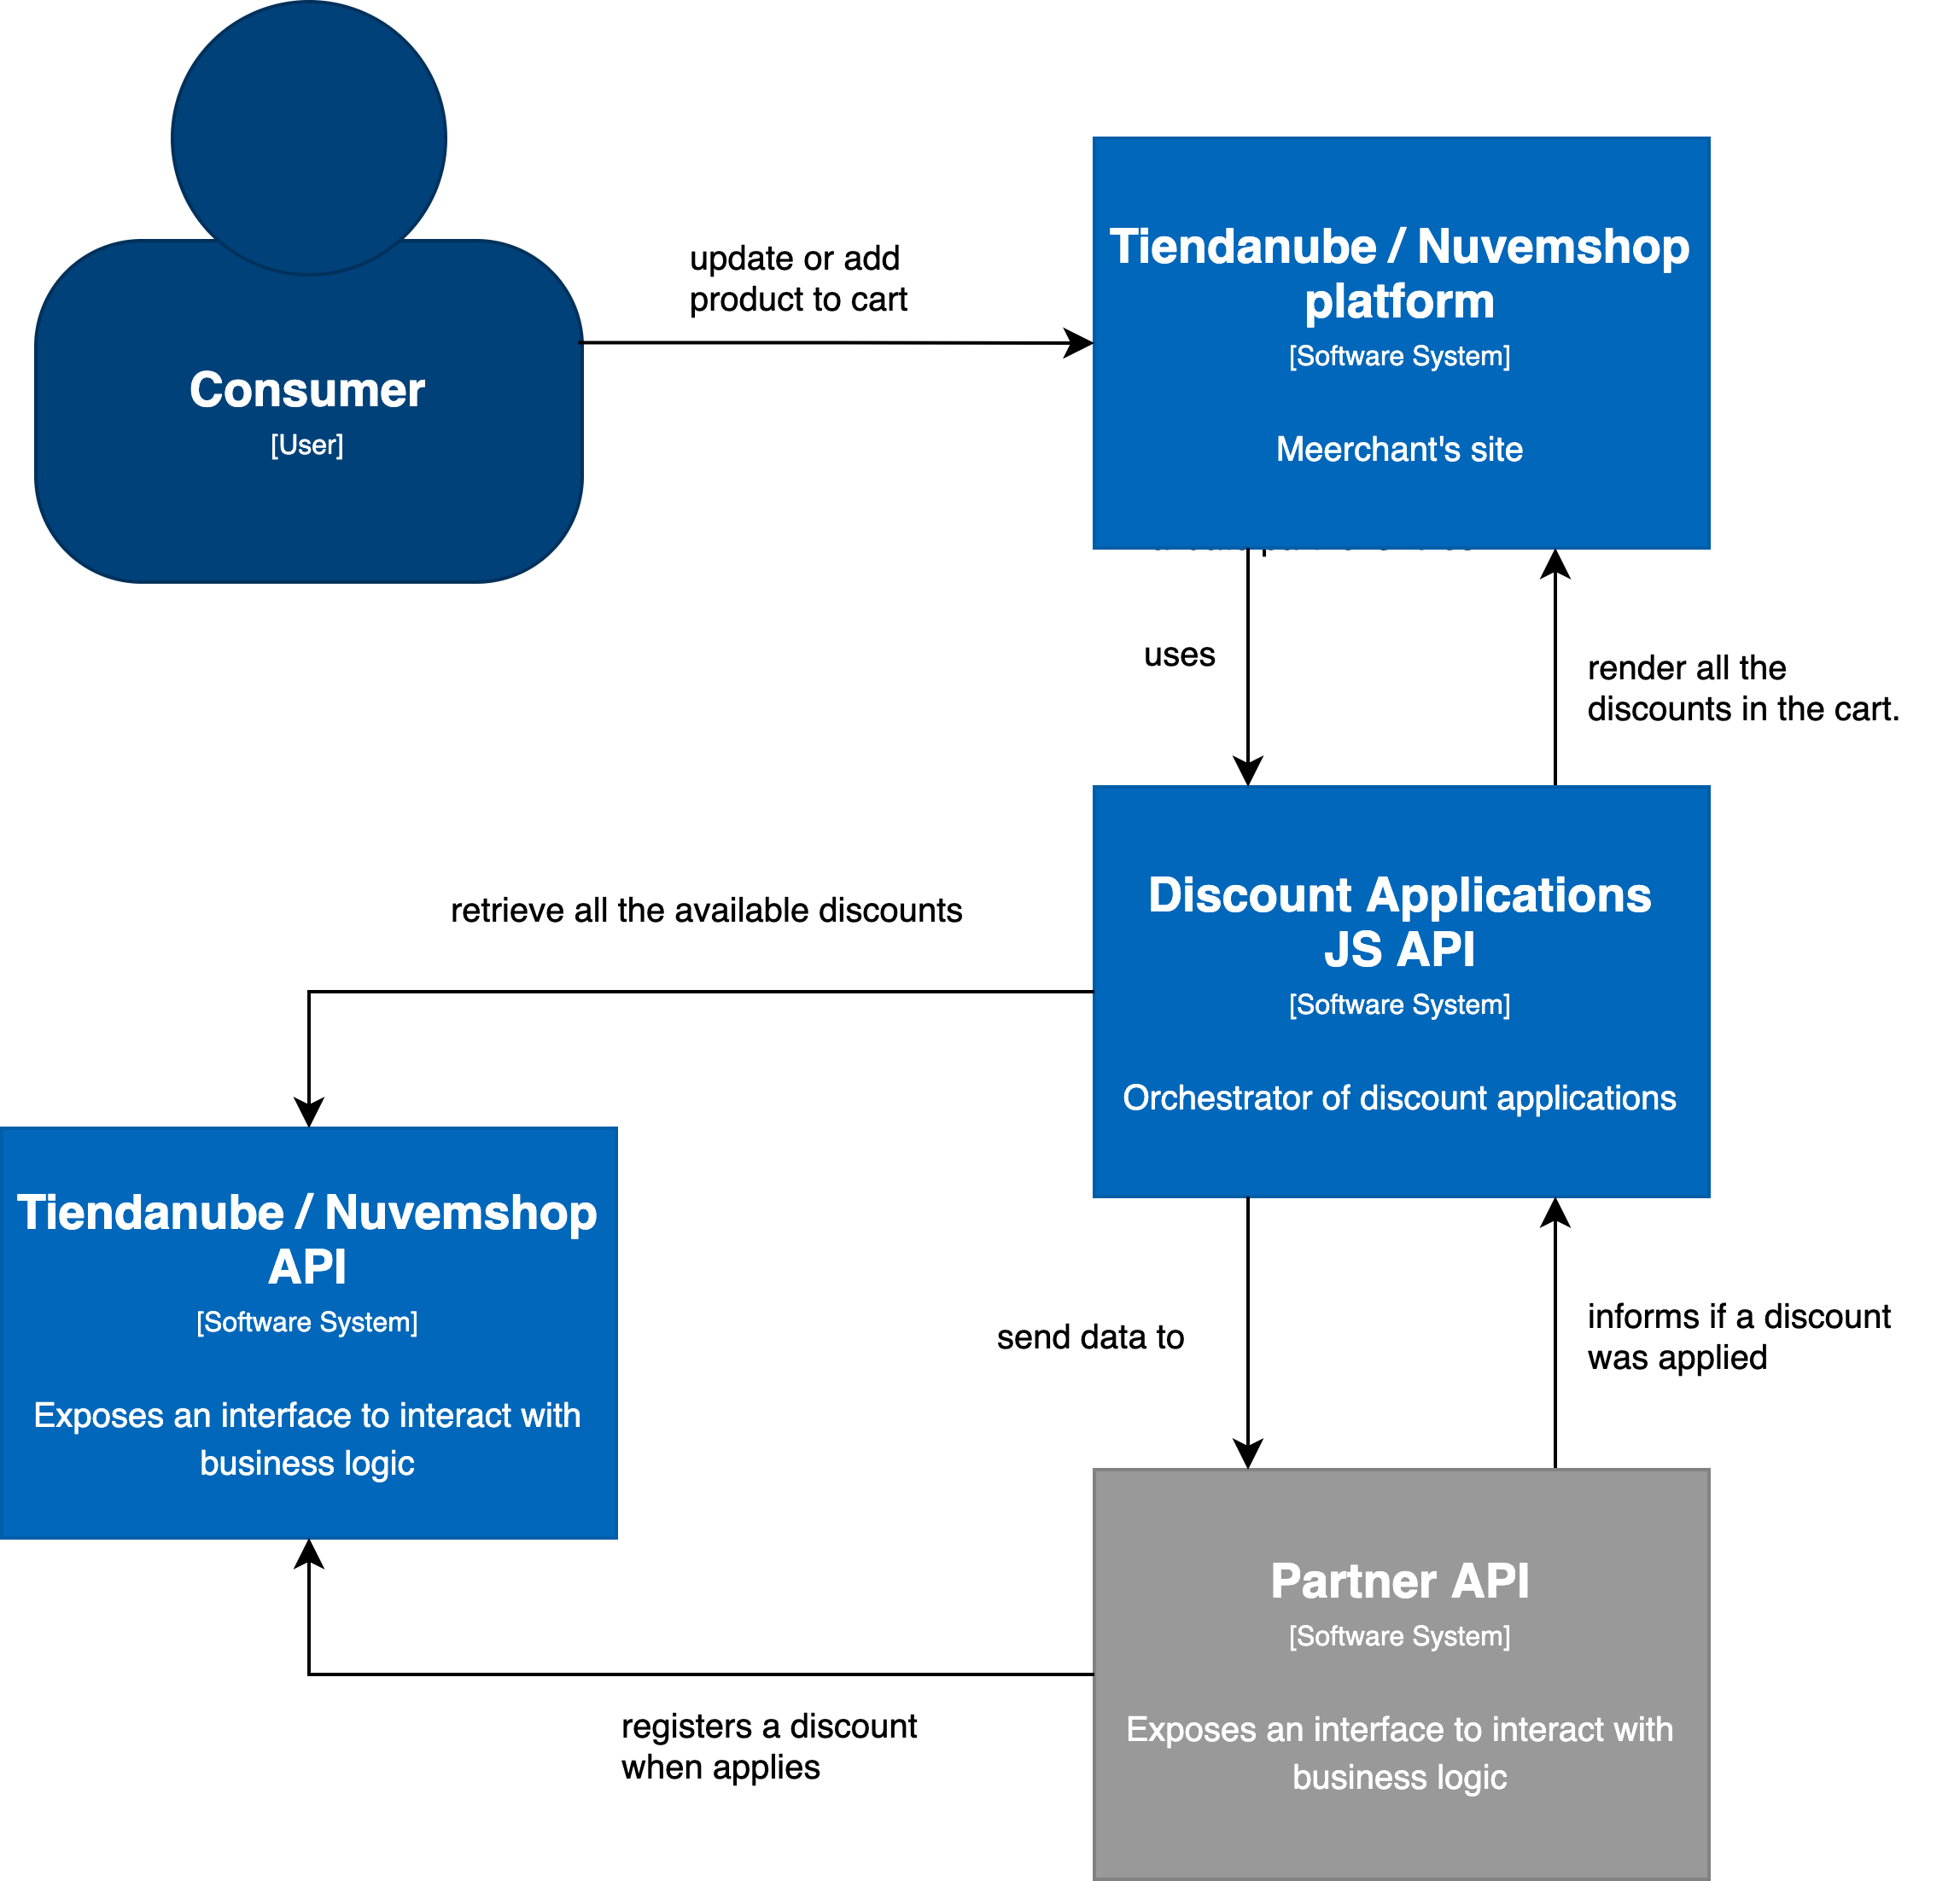 update or add
product to cart
Tiendanube / Nuvemshop
platform
[Software System]
Meerchant's site
Consumer
[User]
uses
render all the
discounts in the cart.
retrieve all the available discounts
Discount Applications
JS API
[Software System]
Orchestrator of discount applications
Tiendanube / Nuvemshop
API
[Software System]
Exposes an interface to interact with
business logic
send data to
informs if a discount
was applied
Partner API
[Software System]
Exposes an interface to interact with
business logic
registers a discount
when applies